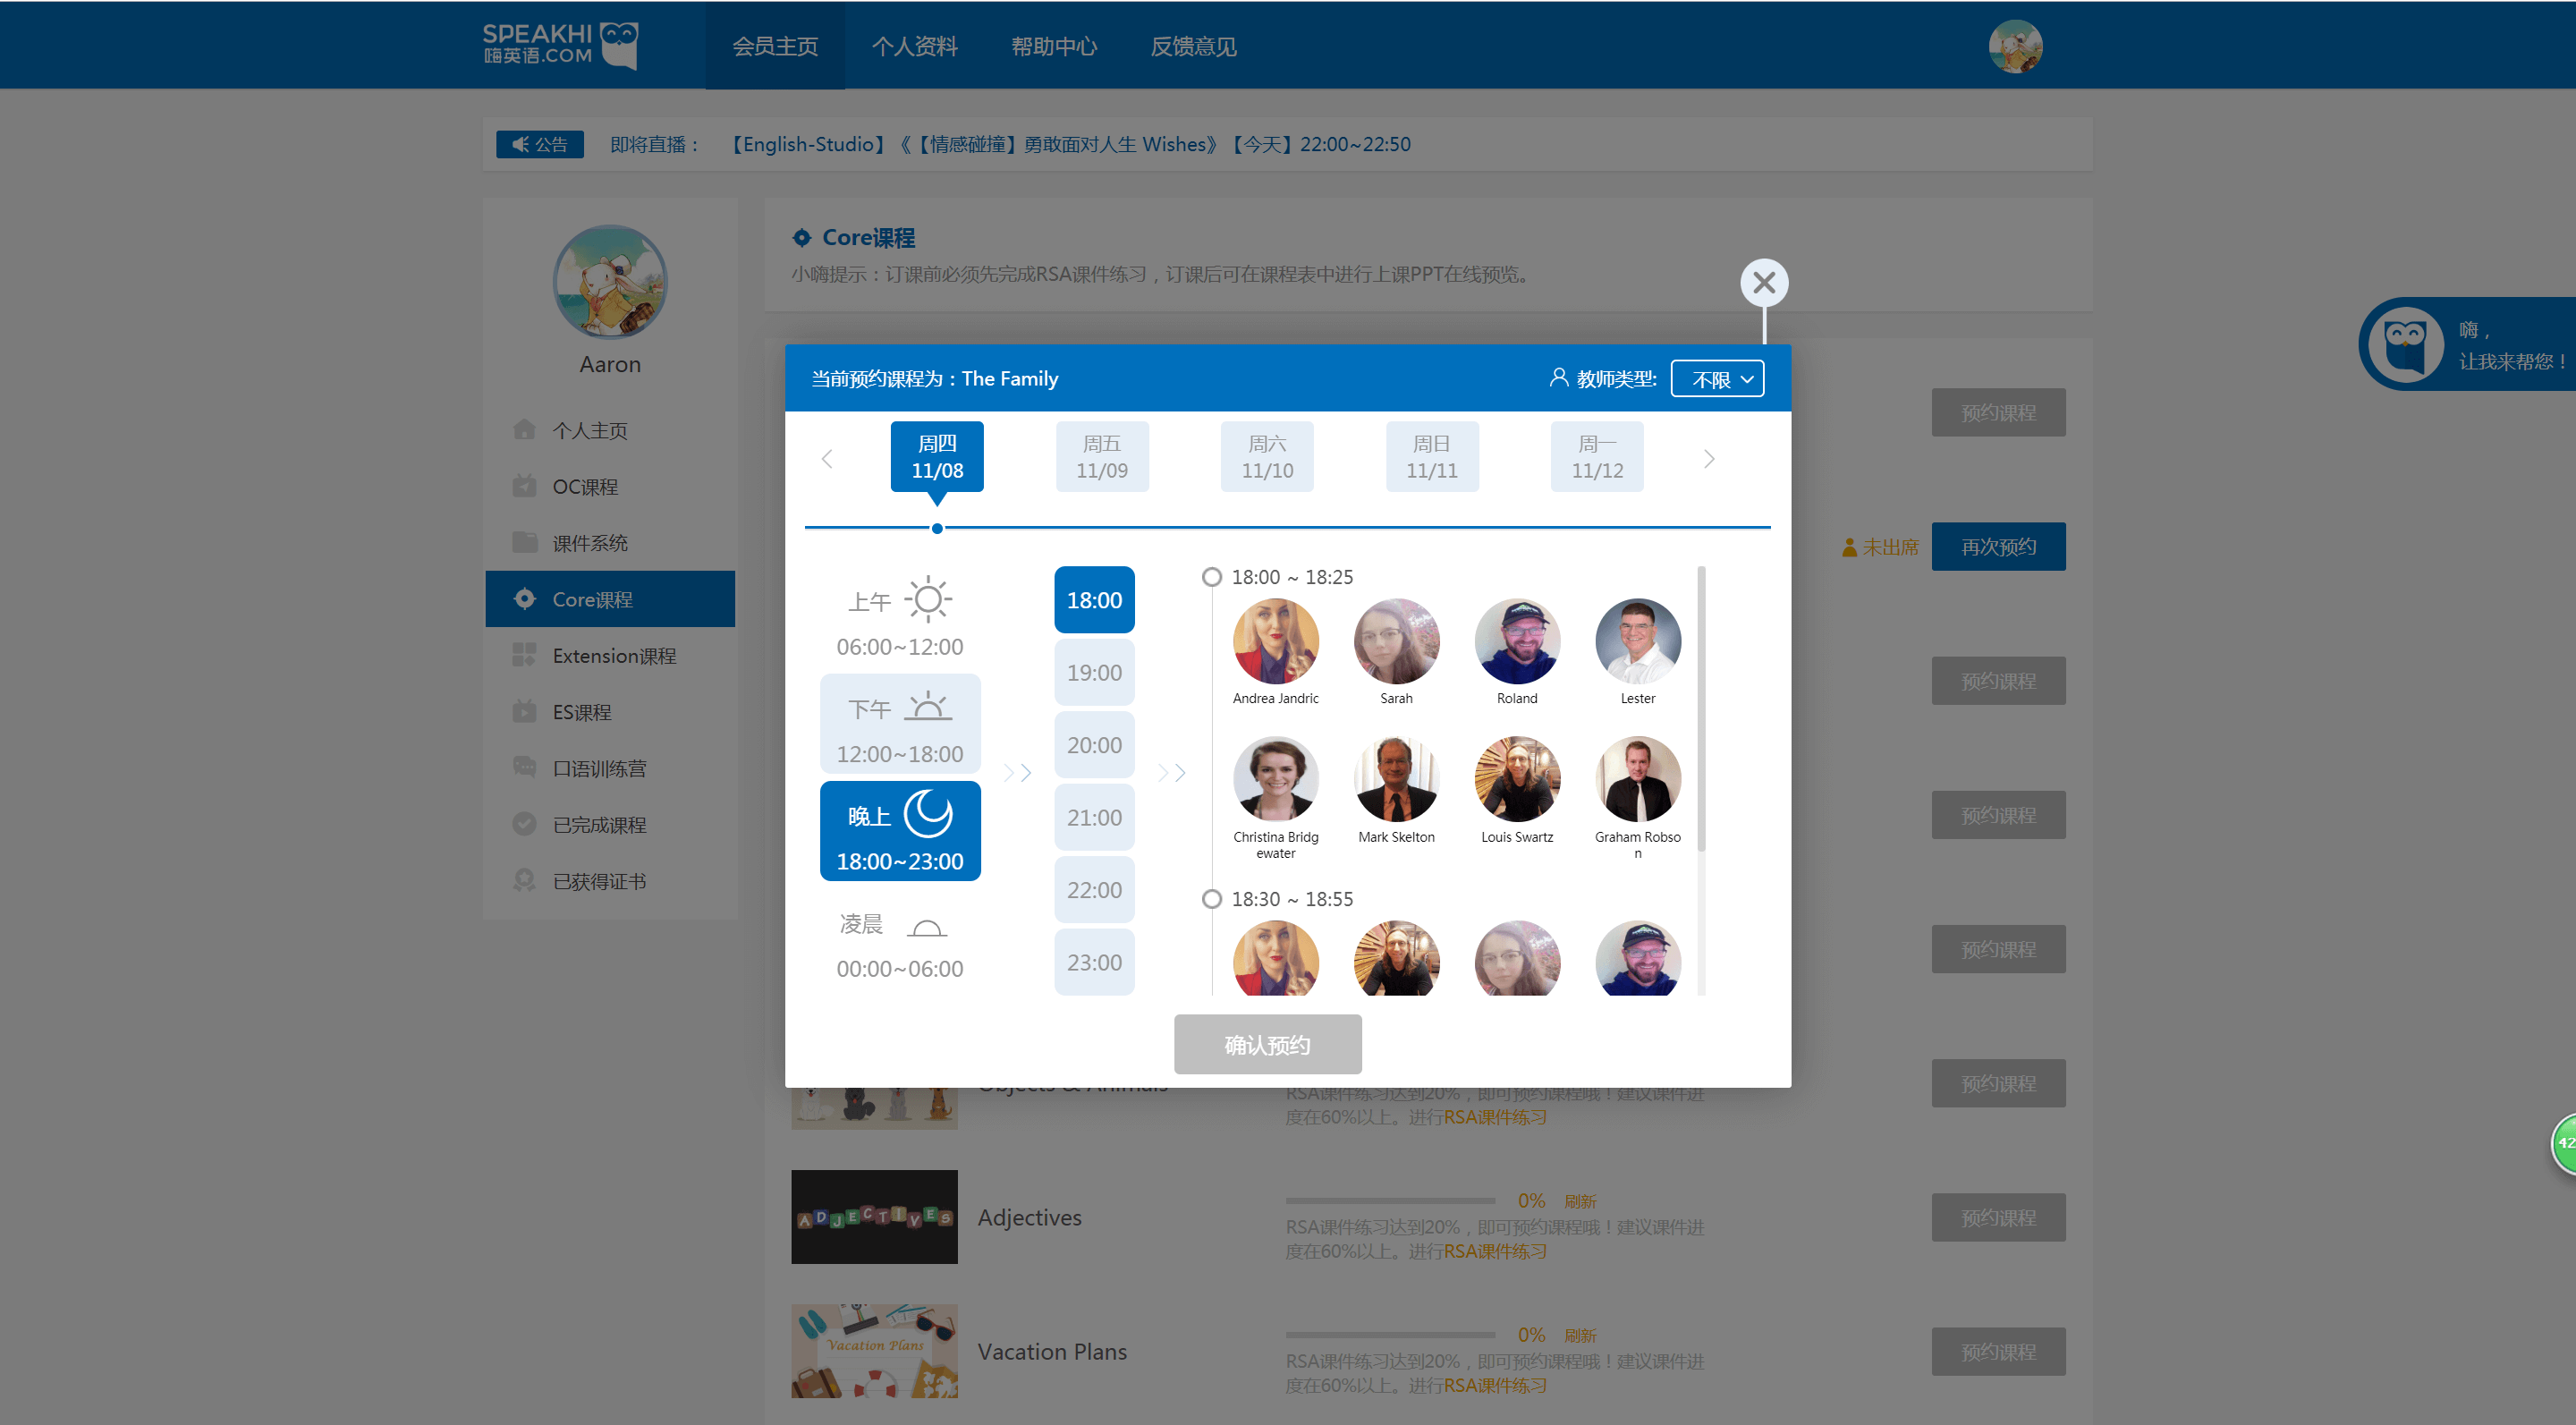 SPEAKHI
嗨英语.COM
会员主页
个人资料
帮助中心
反馈意见
公告
即将直播： 【English-Studio】《【情感碰撞】勇敢面对人生 Wishes》【今天】22:00~22:50
Aaron
个人主页
OC课程
课件系统
Core课程
Extension课程
ES课程
口语训练营
已完成课程
已获得证书
Core课程
小嗨提示：订课前必须先完成RSA课件练习，订课后可在课程表中进行上课PPT在线预览。
嗨，
让我来帮您！
预约课程
未出席
再次预约
预约课程
预约课程
预约课程
当前预约课程为：The Family
教师类型:
不限
周四
11/08
周五
11/09
周六
11/10
周日
11/11
周一
11/12
上午
06:00~12:00
下午
12:00~18:00
晚上
18:00~23:00
凌晨
00:00~06:00
18:00
19:00
20:00
21:00
22:00
23:00
18:00 ~ 18:25
Andrea Jandric
Sarah
Roland
Lester
Christina Bridg
ewater
Mark Skelton
Louis Swartz
Graham Robso
n
18:30 ~ 18:55
确认预约
Objects & Animals
RSA课件练习达到20%，即可预约课程哦！建议课件进
度在60%以上。进行RSA课件练习
预约课程
ADJECTIVES
Adjectives
0% 刷新
RSA课件练习达到20%，即可预约课程哦！建议课件进
度在60%以上。进行RSA课件练习
预约课程
Vacation Plans
Vacation Plans
0% 刷新
RSA课件练习达到20%，即可预约课程哦！建议课件进
度在60%以上。进行RSA课件练习
预约课程
42